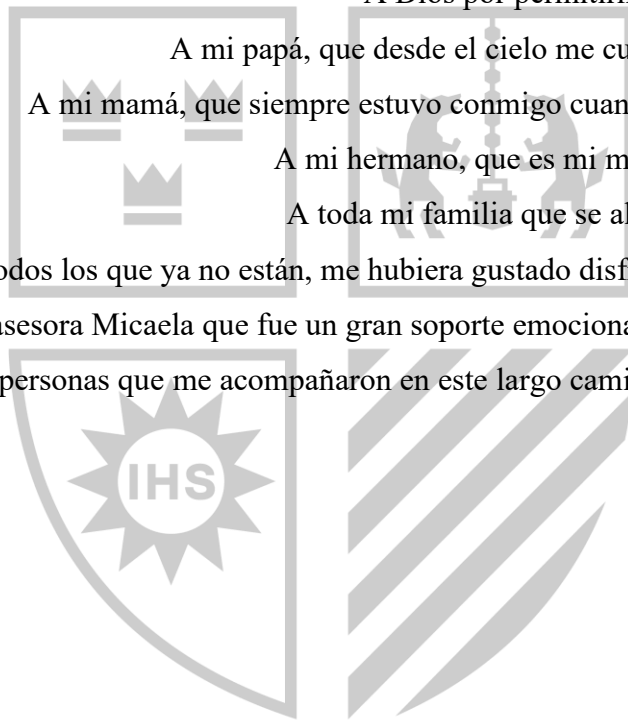 A Dios por permitirm
A mi papá, que desde el cielo me cu
A mi mamá, que siempre estuvo conmigo cuan
A mi hermano, que es mi m
A toda mi familia que se al
odos los que ya no están, me hubiera gustado disf
asesora Micaela que fue un gran soporte emociona
personas que me acompañaron en este largo cami
IHS